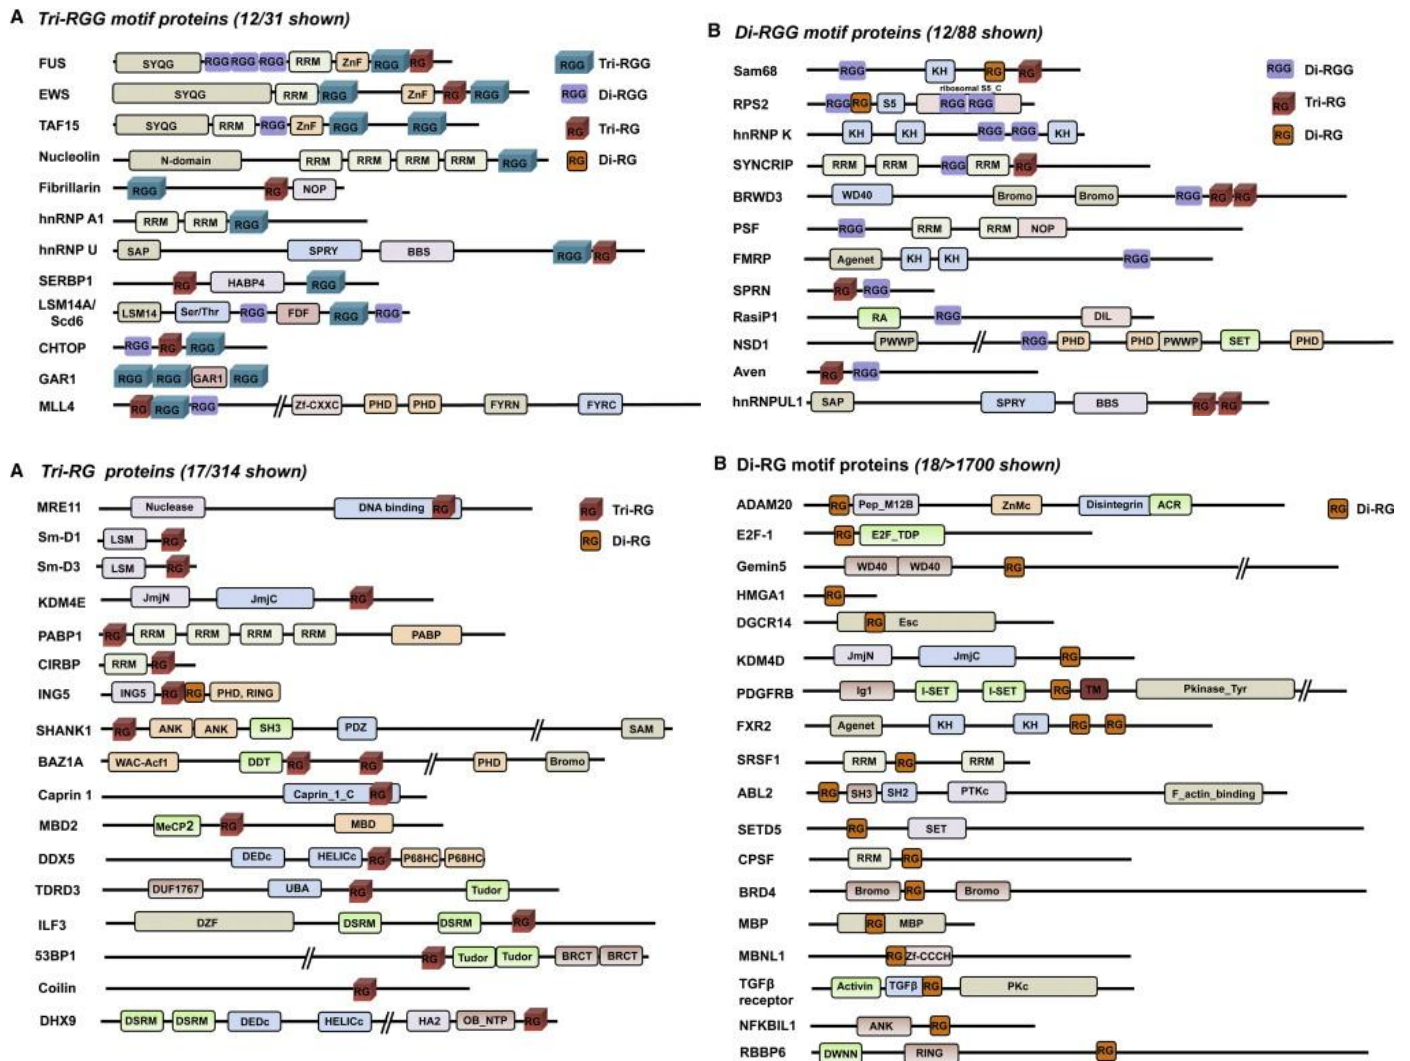 A Tri-RGG motif proteins (12/31 shown)
FUS SYQG RGG RGG RGG RRM ZnF RGG RG
EWS SYQG RRM RGG ZnF RG RGG
TAF15 SYQG RRM RGG ZnF RGG RGG
Nucleolin N-domain RRM RRM RRM RRM RGG
Fibrillarin RGG RG NOP
hnRNP A1 RRM RRM RGG
hnRNP U SAP SPRY BBS RGG RG
SERBP1 RG HABP4 RGG
LSM14A/
Scd6 LSM14 Ser/Thr RGG FDF RGG RGG
CHTOP RGG RG RGG
GAR1 RGG RGG GAR1 RGG
MLL4 RG RGG RGG // Zf-CXXC PHD PHD FYRN FYRC
RGG Tri-RGG
RGG Di-RGG
RG Tri-RG
RG Di-RG
B Di-RGG motif proteins (12/88 shown)
Sam68 RGG KH RG RG
ribosomal S5_C
RPS2 RGG RG S5 RGG RGG
hnRNP K KH KH RGG RGG KH
SYNCRIP RRM RRM RGG RRM RG
BRWD3 WD40 Bromo Bromo RGG RG RG
PSF RGG RRM RRM NOP
FMRP Agenet KH KH RGG
SPRN RG RGG
RasiP1 RA RGG DIL
NSD1 PWWP // RGG PHD PHD PWWP SET PHD
Aven RG RGG
hnRNPUL1 SAP SPRY BBS RG RG
RGG Di-RGG
RG Tri-RG
RG Di-RG
A Tri-RG proteins (17/314 shown)
MRE11 Nuclease DNA binding RG
Sm-D1 LSM RG
Sm-D3 LSM RG
KDM4E JmjN JmjC RG
PABP1 RG RRM RRM RRM RRM PABP
CIRBP RRM RG
ING5 ING5 RG RG PHD, RING
SHANK1 RG ANK ANK SH3 PDZ // SAM
BAZ1A WAC-Acf1 DDT RG RG // PHD Bromo
Caprin 1 Caprin_1_C RG
MBD2 MeCP2 RG MBD
DDX5 DEDc HELICc RG P68HC P68HC
TDRD3 DUF1767 UBA RG Tudor
ILF3 DZF DSRM DSRM RG
53BP1 // RG Tudor Tudor BRCT BRCT
Coilin RG
DHX9 DSRM DSRM DEDc HELICc // HA2 OB_NTP RG
RG Tri-RG
RG Di-RG
B Di-RG motif proteins (18/>1700 shown)
ADAM20 RG Pep_M12B ZnMc Disintegrin ACR
E2F-1 RG E2F_TDP
Gemin5 WD40 WD40 RG //
HMGA1 RG
DGCR14 RG Esc
KDM4D JmjN JmjC RG
PDGFRB Ig1 I-SET I-SET RG TM Pkinase_Tyr //
FXR2 Agenet KH KH RG RG
SRSF1 RRM RG RRM
ABL2 RG SH3 SH2 PTKc F_actin_binding
SETD5 RG SET
CPSF RRM RG
BRD4 Bromo RG Bromo
MBP RG MBP
MBNL1 RG Zf-CCCH
TGFβ
receptor Activin TGFβ RG PKc
NFKBIL1 ANK RG
RBBP6 DWNN RING RG
RG Di-RG